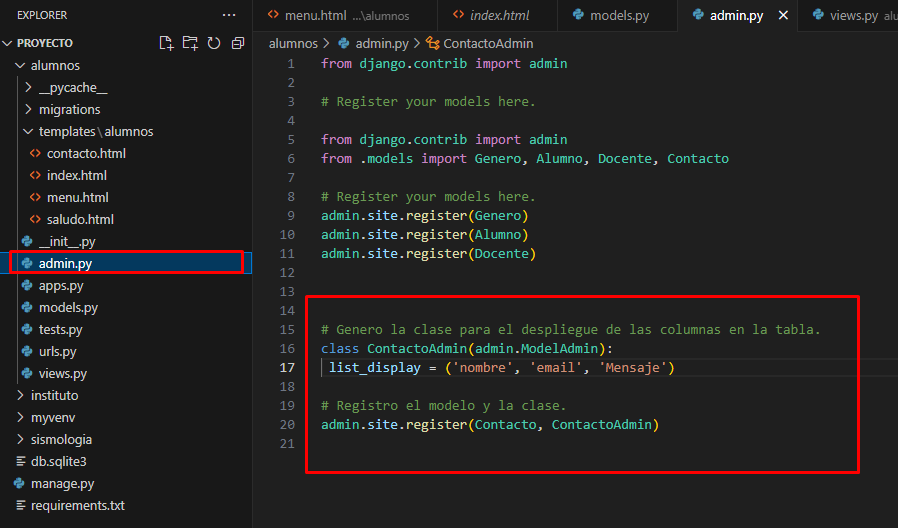 EXPLORER ...
PROYECTO
alumnos
__pycache__
migrations
templates\alumnos
contacto.html
index.html
menu.html
saludo.html
__init__.py
admin.py
apps.py
models.py
tests.py
urls.py
views.py
instituto
myvenv
sismologia
db.sqlite3
manage.py
requirements.txt
menu.html ...\alumnos index.html models.py admin.py views.py alu
alumnos > admin.py > ContactoAdmin
1 from django.contrib import admin
2
3 # Register your models here.
4
5 from django.contrib import admin
6 from .models import Genero, Alumno, Docente, Contacto
7
8 # Register your models here.
9 admin.site.register(Genero)
10 admin.site.register(Alumno)
11 admin.site.register(Docente)
12
13
14
15 # Genero la clase para el despliegue de las columnas en la tabla.
16 class ContactoAdmin(admin.ModelAdmin):
17 list_display = ('nombre', 'email', 'Mensaje')
18
19 # Registro el modelo y la clase.
20 admin.site.register(Contacto, ContactoAdmin)
21